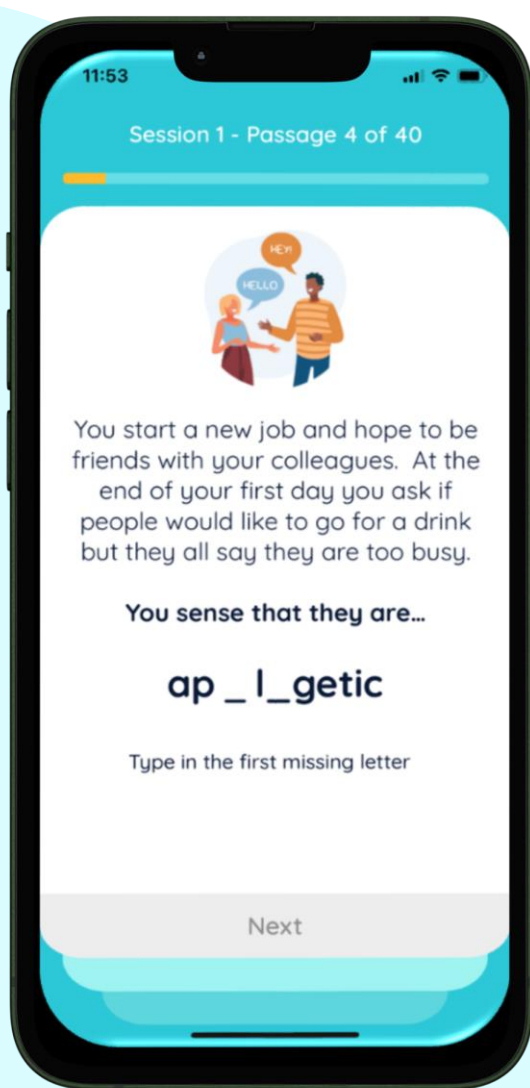 11:53
Session 1 - Passage 4 of 40
HEY!
HELLO
You start a new job and hope to be
friends with your colleagues. At the
end of your first day you ask if
people would like to go for a drink
but they all say they are too busy.
You sense that they are...
ap _ l_getic
Type in the first missing letter
Next